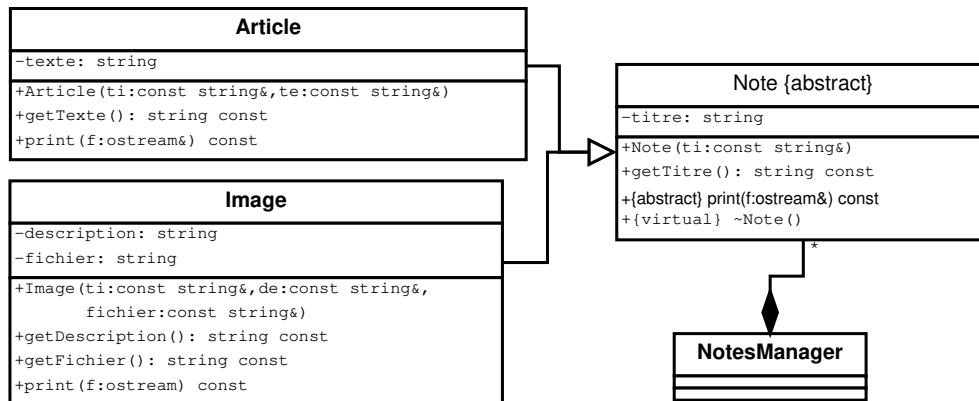 Article
-texte: string
+Article(ti:const string&,te:const string&)
+getTexte(): string const
+print(f:ostream&) const
Image
-description: string
-fichier: string
+Image(ti:const string&,de:const string&,
fichier:const string&)
+getDescription(): string const
+getFichier(): string const
+print(f:ostream) const
Note {abstract}
-titre: string
+Note(ti:const string&)
+getTitre(): string const
+{abstract} print(f:ostream&) const
+{virtual} ~Note()
*
NotesManager